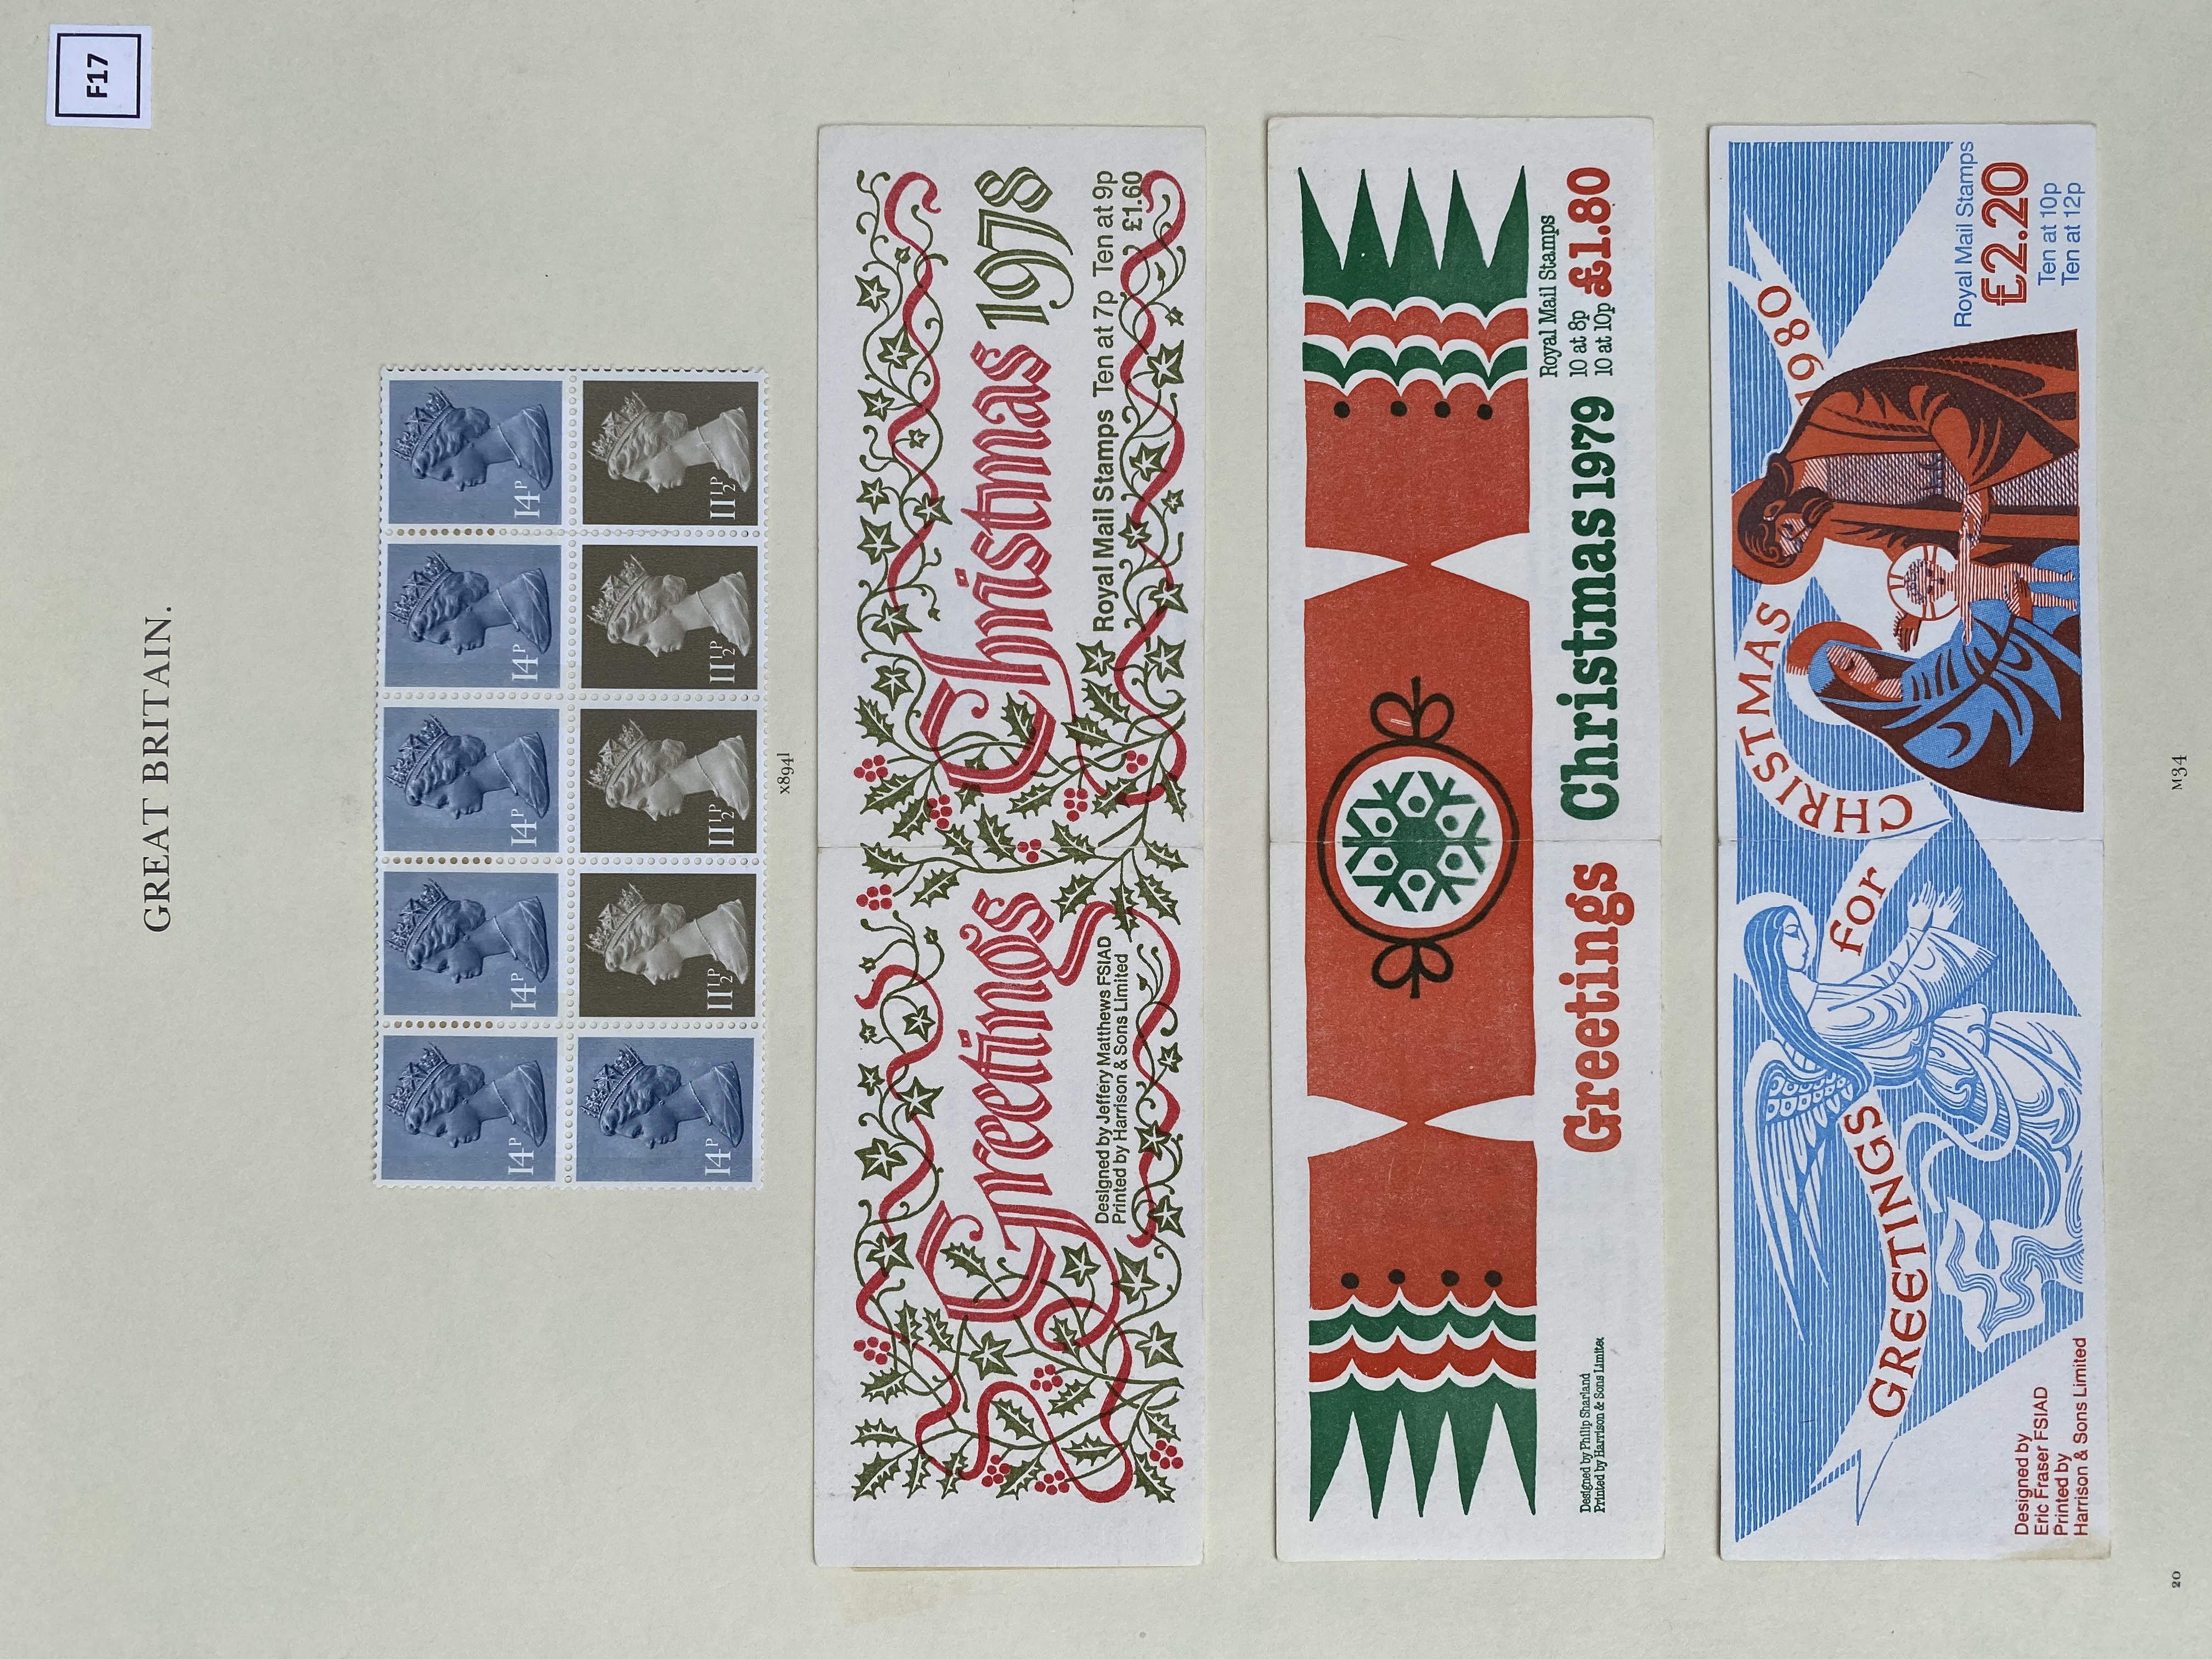 F17
GREAT BRITAIN.
14P 14P 14P 14P 14P
14P 11½P 11½P 11½P 11½P
x894l
Greetings Christmas 1978
Designed by Jeffery Matthews FSIAD
Printed by Harrison & Sons Limited
Royal Mail Stamps Ten at 7p Ten at 9p
£1.60
Greetings Christmas 1979
Designed by Philip Sharland
Printed by Harrison & Sons Limited
Royal Mail Stamps
10 at 8p
10 at 10p £1.80
GREETINGS for CHRISTMAS 1980
Designed by
Eric Fraser FSIAD
Printed by
Harrison & Sons Limited
Royal Mail Stamps
£2.20
Ten at 10p
Ten at 12p
20
M34